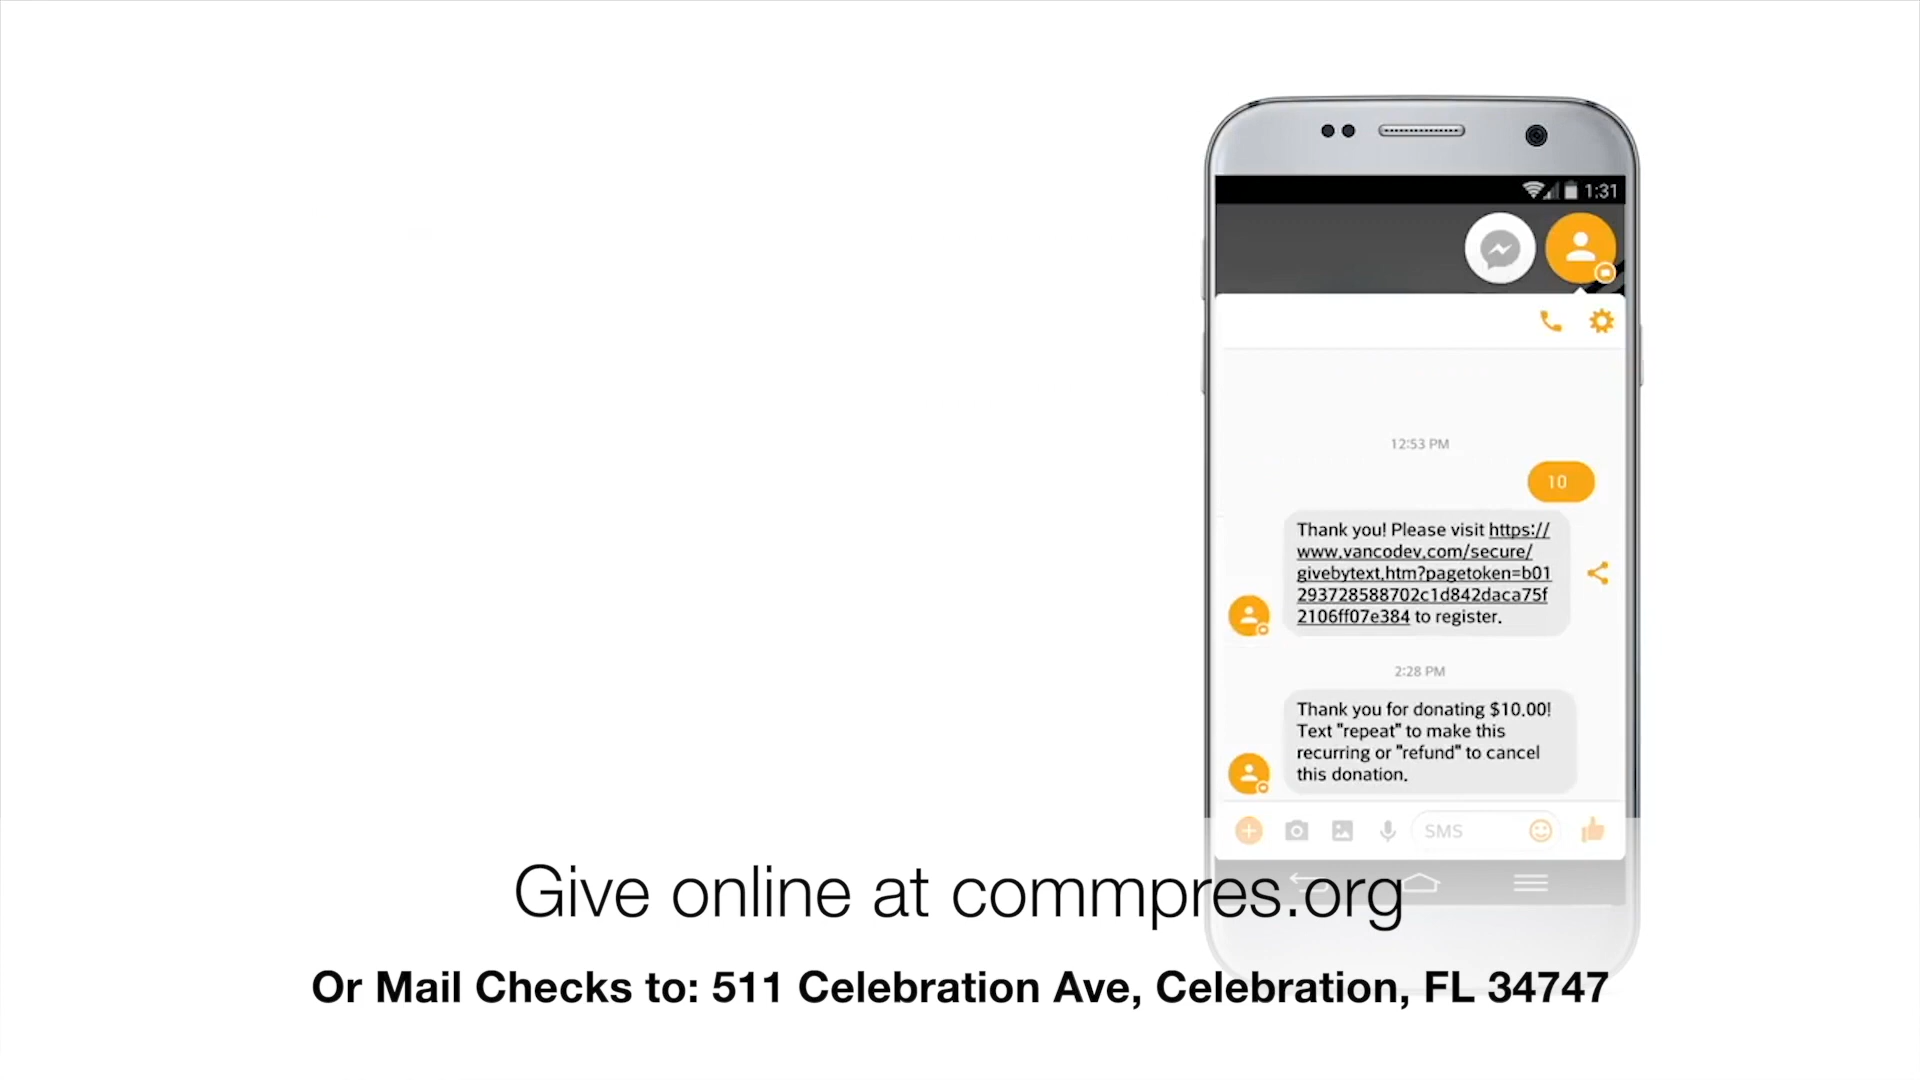 1:31
12:53 PM
10
Thank you! Please visit https://
www.vancodev.com/secure/
givebytext.htm?pagetoken=b01
293728588702c1d842daca75f
2106ff07e384 to register.
2:28 PM
Thank you for donating $10.00!
Text "repeat" to make this
recurring or "refund" to cancel
this donation.
SMS
Give online at commpres.org
Or Mail Checks to: 511 Celebration Ave, Celebration, FL 34747